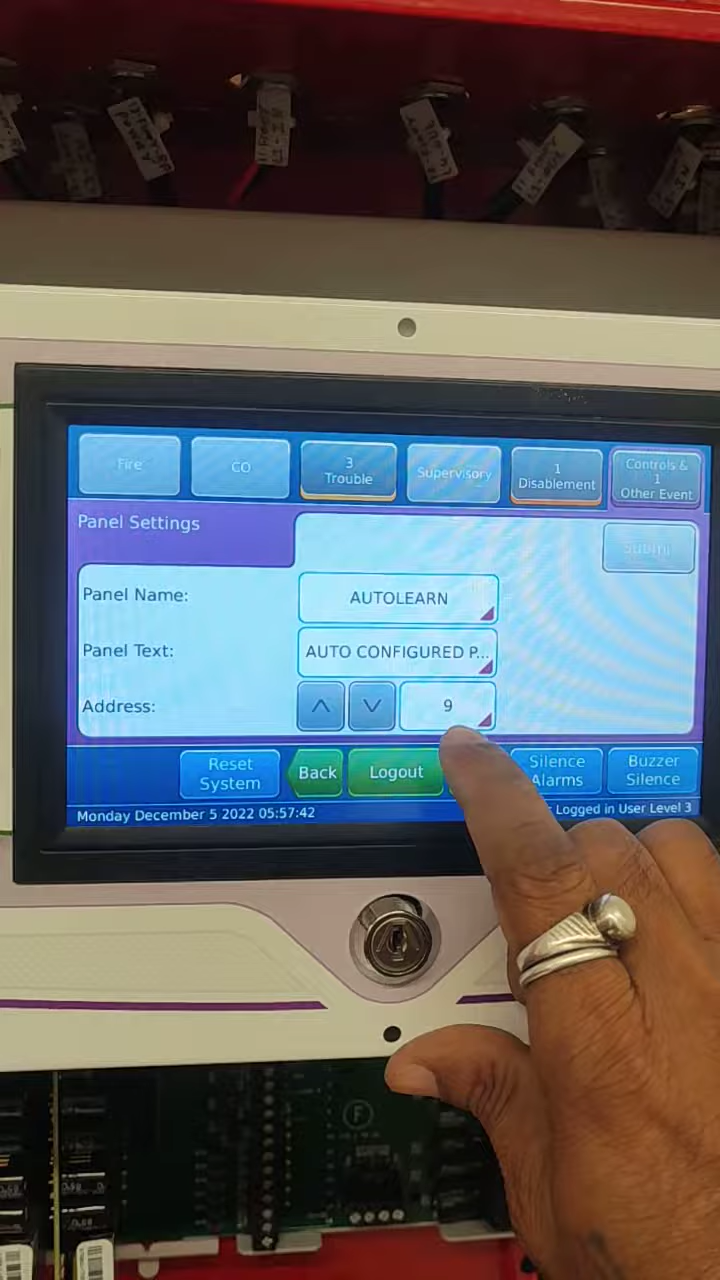 Fire
CO
3
Trouble
Supervisory
1
Disablement
Controls &
1
Other Event
Panel Settings
Submit
Panel Name:
AUTOLEARN
Panel Text:
AUTO CONFIGURED P...
Address:
9
Reset
System
Back
Logout
Silence
Alarms
Buzzer
Silence
Monday December 5 2022 05:57:42
Logged in User Level 3
F